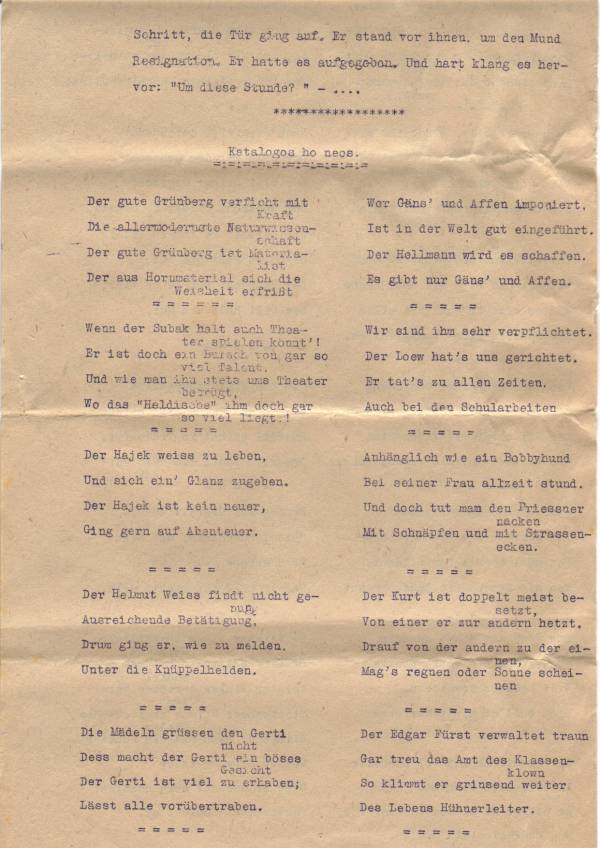 Schritt, die Tür ging auf. Er stand vor ihnen, um den Mund
Resignation. Er hatte es aufgegeben. Und hart klang es her-
vor: "Um diese Stunde? " - ....
******************
Katalogos ho neos.
=:=:=:=:=:=:=:=:=:=
Der gute Grünberg verficht mit
Kraft
Die allermodernste Naturwissen-
schaft
Der gute Grünberg ist Materia-
list
Der aus Hornmaterial sich die
Weisheit erfrißt
= = = = = =
Wenn der Subak halt auch Thea-
ter spielen könnt'!
Er ist doch ein Bursch von gar so
viel Talent.
Und wie man ihn stets ums Theater
betrügt,
Wo das "Heldische" ihm doch gar
so viel liegt.!
= = = = =
Der Hajek weiss zu leben,
Und sich ein' Glanz zugeben.
Der Hajek ist kein neuer,
Ging gern auf Abenteuer.
= = = = =
Der Helmut Weiss findt nicht ge-
nug
Ausreichende Betätigung,
Drum ging er, wie zu melden.
Unter die Knüppelhelden.
= = = = =
Die Mädeln grüssen den Gerti
nicht
Dess macht der Gerti ein böses
Gesicht
Der Gerti ist viel zu erhaben;
Lässt alle vorübertraben.
= = = = =
Wer Gäns' und Affen imponiert,
Ist in der Welt gut eingeführt.
Der Hellmann wird es schaffen.
Es gibt nur Gäns' und Affen.
= = = = =
Wir sind ihm sehr verpflichtet.
Der Loew hat's uns gerichtet.
Er tat's zu allen Zeiten.
Auch bei den Schularbeiten
= = = = =
Anhänglich wie ein Bobbyhund
Bei seiner Frau allzeit stund.
Und doch tut man den Priessner
nacken
Mit Schnäpfen und mit Strassen-
ecken.
= = = = =
Der Kurt ist doppelt meist be-
setzt,
Von einer er zur andern hetzt.
Drauf von der andern zu der ei-
nen,
Mag's regnen oder Sonne schei-
nen
= = = = =
Der Edgar Fürst verwaltet traun
Gar treu das Amt des Klassen-
klown
So klimmt er grinsend weiter
Des Lebens Hühnerleiter.
= = = = =